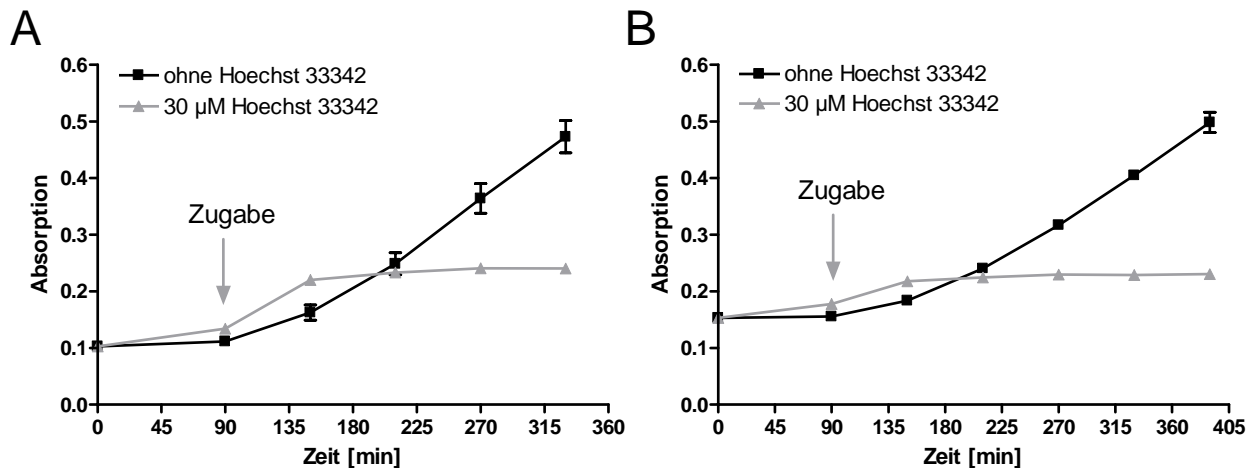 A
0.6
0.5
0.4
0.3
0.2
0.1
0.0
Absorption
ohne Hoechst 33342
30 µM Hoechst 33342
Zugabe
0 45 90 135 180 225 270 315 360
Zeit [min]
B
0.6
0.5
0.4
0.3
0.2
0.1
0.0
Absorption
ohne Hoechst 33342
30 µM Hoechst 33342
Zugabe
0 45 90 135 180 225 270 315 360 405
Zeit [min]